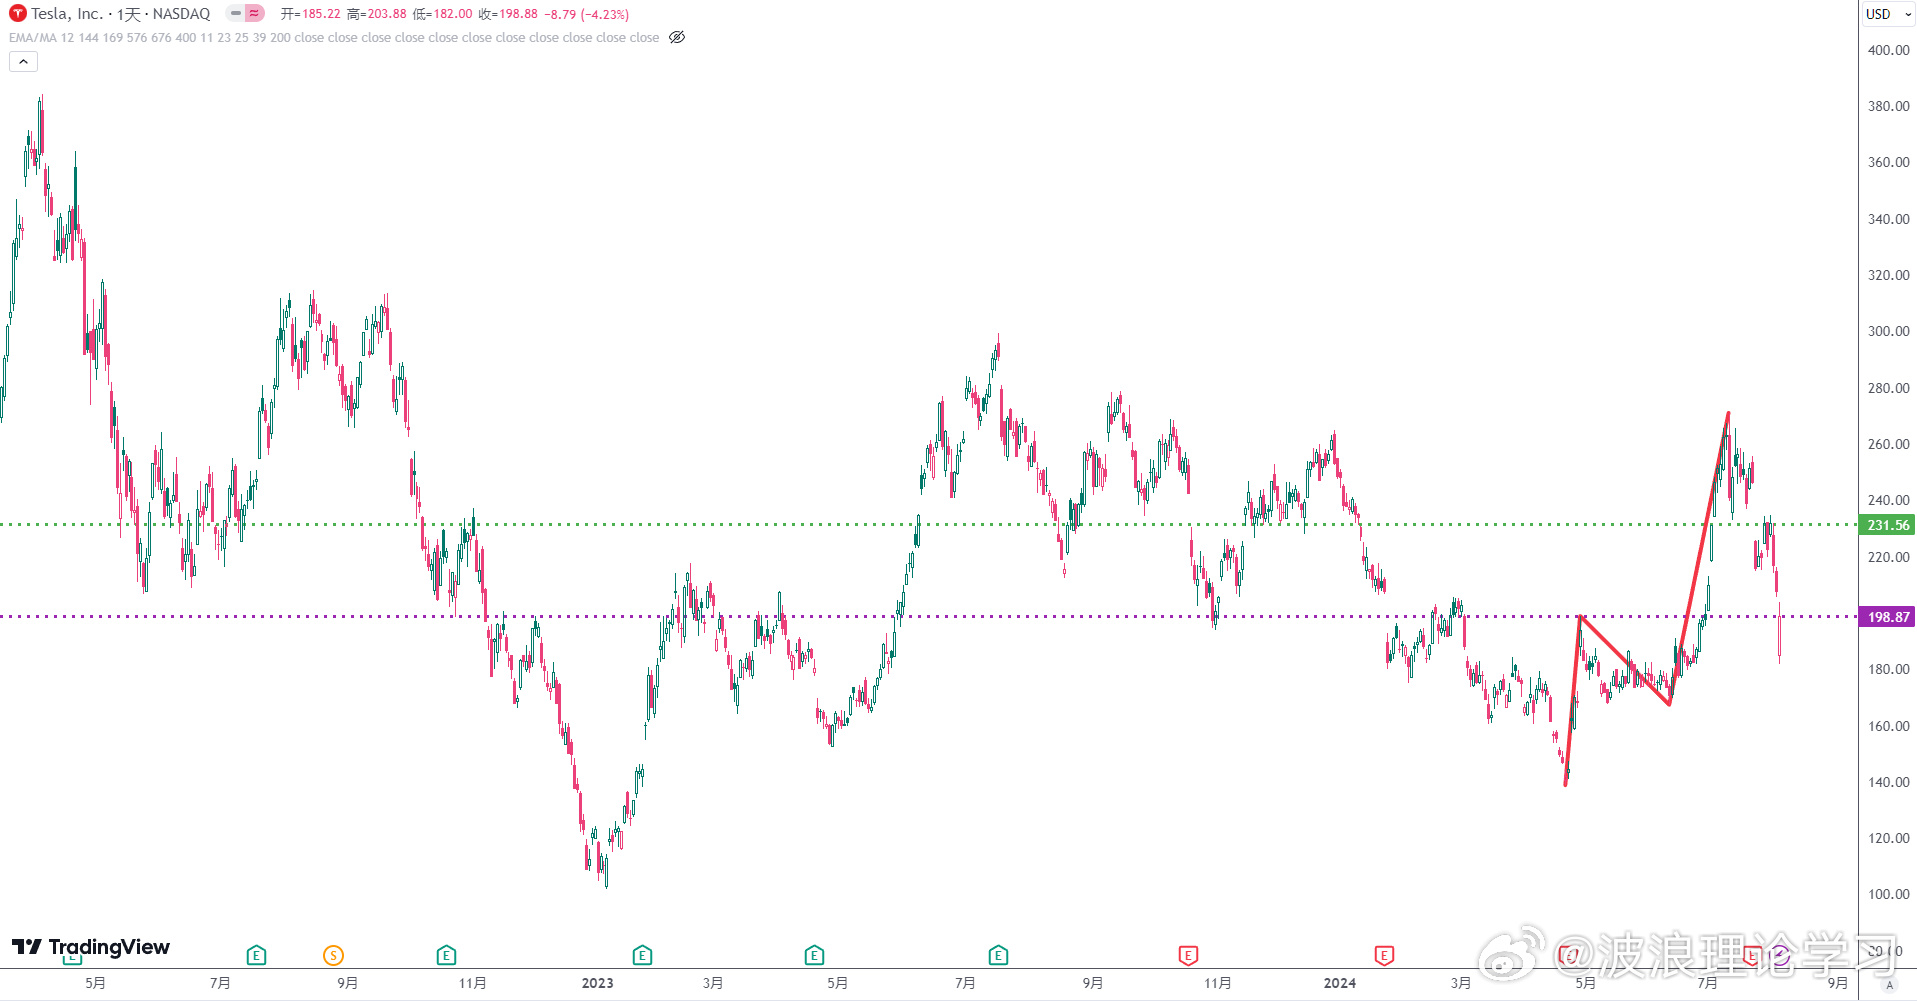 Tesla, Inc. · 1天 · NASDAQ 开=185.22 高=203.88 低=182.00 收=198.88 −8.79 (−4.23%)
USD
EMA/MA 12 144 169 576 676 400 11 23 25 39 200 close close close close close close close close close close close
400.00
380.00
360.00
340.00
320.00
300.00
280.00
260.00
240.00
231.56
220.00
198.87
180.00
160.00
140.00
120.00
100.00
TradingView
E E S E E E E E E E
@波浪理论学习
5月 7月 9月 11月 2023 3月 5月 7月 9月 11月 2024 3月 5月 7月 9月
A